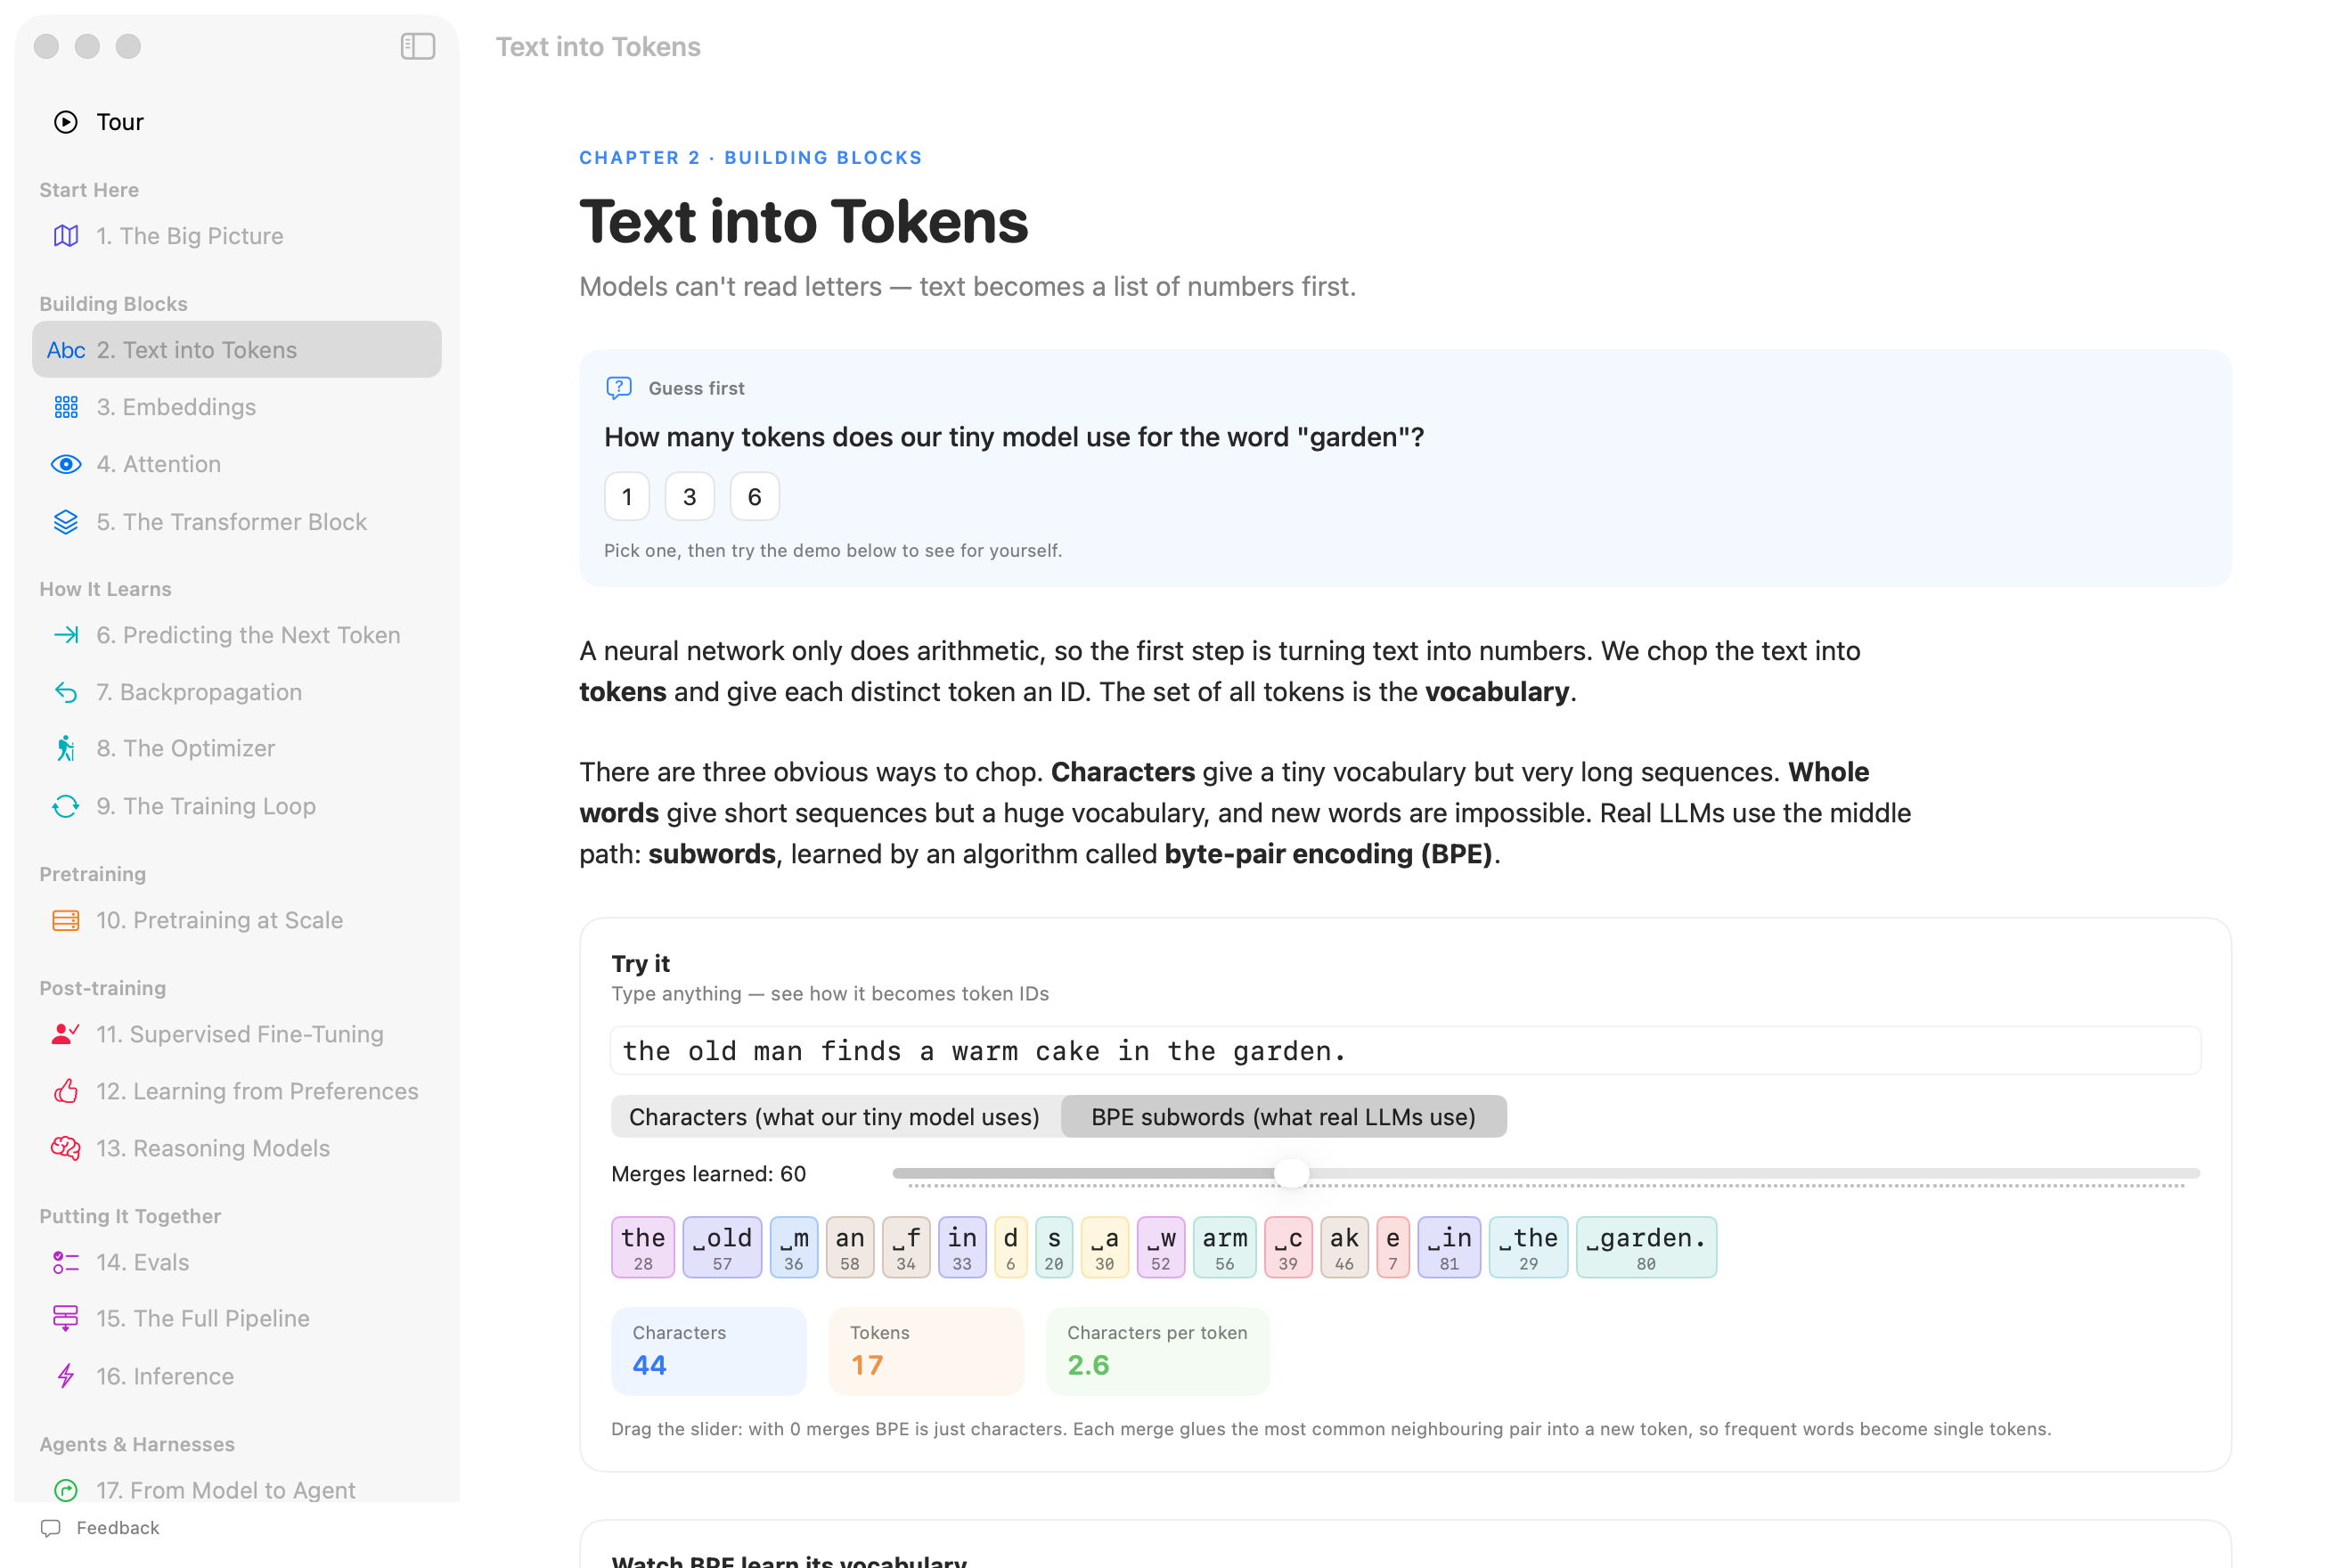 Text into Tokens
Tour
Start Here
1. The Big Picture
Building Blocks
Abc 2. Text into Tokens
3. Embeddings
4. Attention
5. The Transformer Block
How It Learns
6. Predicting the Next Token
7. Backpropagation
8. The Optimizer
9. The Training Loop
Pretraining
10. Pretraining at Scale
Post-training
11. Supervised Fine-Tuning
12. Learning from Preferences
13. Reasoning Models
Putting It Together
14. Evals
15. The Full Pipeline
16. Inference
Agents & Harnesses
17. From Model to Agent
Feedback
CHAPTER 2 · BUILDING BLOCKS
Text into Tokens
Models can't read letters — text becomes a list of numbers first.
Guess first
How many tokens does our tiny model use for the word "garden"?
1 3 6
Pick one, then try the demo below to see for yourself.
A neural network only does arithmetic, so the first step is turning text into numbers. We chop the text into
tokens and give each distinct token an ID. The set of all tokens is the vocabulary.
There are three obvious ways to chop. Characters give a tiny vocabulary but very long sequences. Whole
words give short sequences but a huge vocabulary, and new words are impossible. Real LLMs use the middle
path: subwords, learned by an algorithm called byte-pair encoding (BPE).
Try it
Type anything — see how it becomes token IDs
the old man finds a warm cake in the garden.
Characters (what our tiny model uses) BPE subwords (what real LLMs use)
Merges learned: 60
the ␣old ␣m an ␣f in d s ␣a ␣w arm ␣c ak e ␣in ␣the ␣garden.
28 57 36 58 34 33 6 20 30 52 56 39 46 7 81 29 80
Characters Tokens Characters per token
44 17 2.6
Drag the slider: with 0 merges BPE is just characters. Each merge glues the most common neighbouring pair into a new token, so frequent words become single tokens.
Watch BPE learn its vocabulary